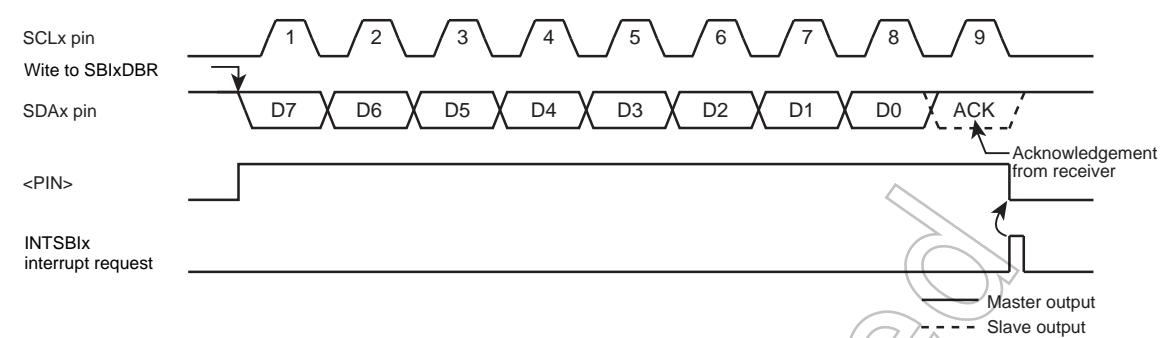 SCLx pin
1 2 3 4 5 6 7 8 9
Wite to SBIxDBR
SDAx pin
D7 D6 D5 D4 D3 D2 D1 D0 ACK
Acknowledgement
from receiver
<PIN>
INTSBIx
interrupt request
Master output
Slave output